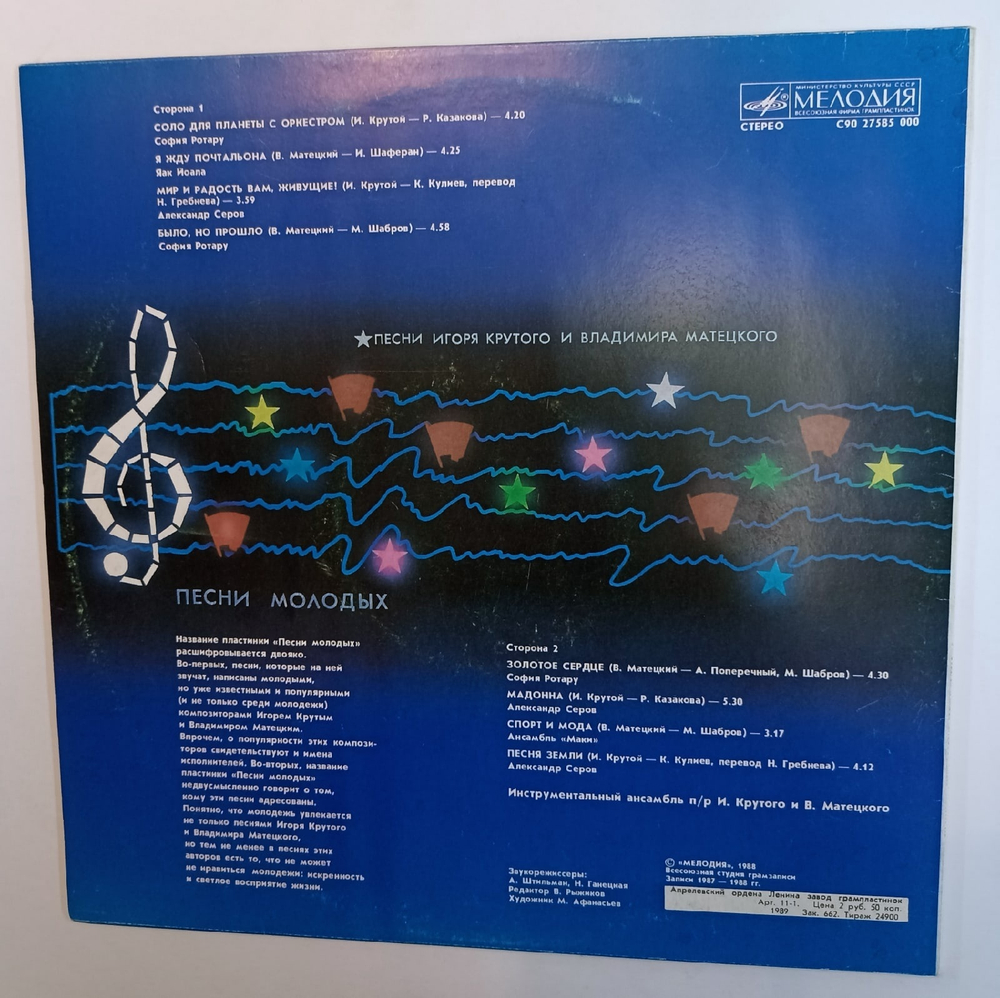 Сторона 1
СОЛО ДЛЯ ПЛАНЕТЫ С ОРКЕСТРОМ (И. Крутой — Р. Казакова) — 4.20
София Ротару
Я ЖДУ ПОЧТАЛЬОНА (В. Матецкий — И. Шаферан) — 4.25
Яак Йоала
МИР И РАДОСТЬ ВАМ, ЖИВУЩИЕ! (И. Крутой — К. Кулиев, перевод
Н. Гребнева) — 3.59
Александр Серов
БЫЛО, НО ПРОШЛО (В. Матецкий — М. Шабров) — 4.58
София Ротару
МИНИСТЕРСТВО КУЛЬТУРЫ СССР
МЕЛОДИЯ
ВСЕСОЮЗНАЯ ФИРМА ГРАМПЛАСТИНОК
СТЕРЕО С90 27585 000
ПЕСНИ ИГОРЯ КРУТОГО И ВЛАДИМИРА МАТЕЦКОГО
ПЕСНИ МОЛОДЫХ
Название пластинки «Песни молодых»
расшифровывается двояко.
Во-первых, песни, которые на ней
звучат, написаны молодыми,
но уже известными и популярными
(и не только среди молодежи)
композиторами Игорем Крутым
и Владимиром Матецким.
Впрочем, о популярности этих компози-
торов свидетельствуют и имена
исполнителей. Во-вторых, название
пластинки «Песни молодых»
недвусмысленно говорит о том,
кому эти песни адресованы.
Понятно, что молодежь увлекается
не только песнями Игоря Крутого
и Владимира Матецкого,
но тем не менее в песнях этих
авторов есть то, что не может
не нравиться молодежи: искренность
и светлое восприятие жизни.
Сторона 2
ЗОЛОТОЕ СЕРДЦЕ (В. Матецкий — А. Поперечный, М. Шабров) — 4.30
София Ротару
МАДОННА (И. Крутой — Р. Казакова) — 5.30
Александр Серов
СПОРТ И МОДА (В. Матецкий — М. Шабров) — 3.17
Ансамбль «Маки»
ПЕСНЯ ЗЕМЛИ (И. Крутой — К. Кулиев, перевод Н. Гребнева) — 4.12
Александр Серов
Инструментальный ансамбль п/р И. Крутого и В. Матецкого
Звукорежиссеры:
А. Штильман, Н. Ганецкая
Редактор В. Рыжиков
Художник М. Афанасьев
© «МЕЛОДИЯ», 1988
Всесоюзная студия грамзаписи
Записи 1987 — 1988 гг.
Апрелевский ордена Ленина завод грампластинок
Арт. 11-1. Цена 2 руб. 50 коп.
1989 Зак. 662. Тираж 24900